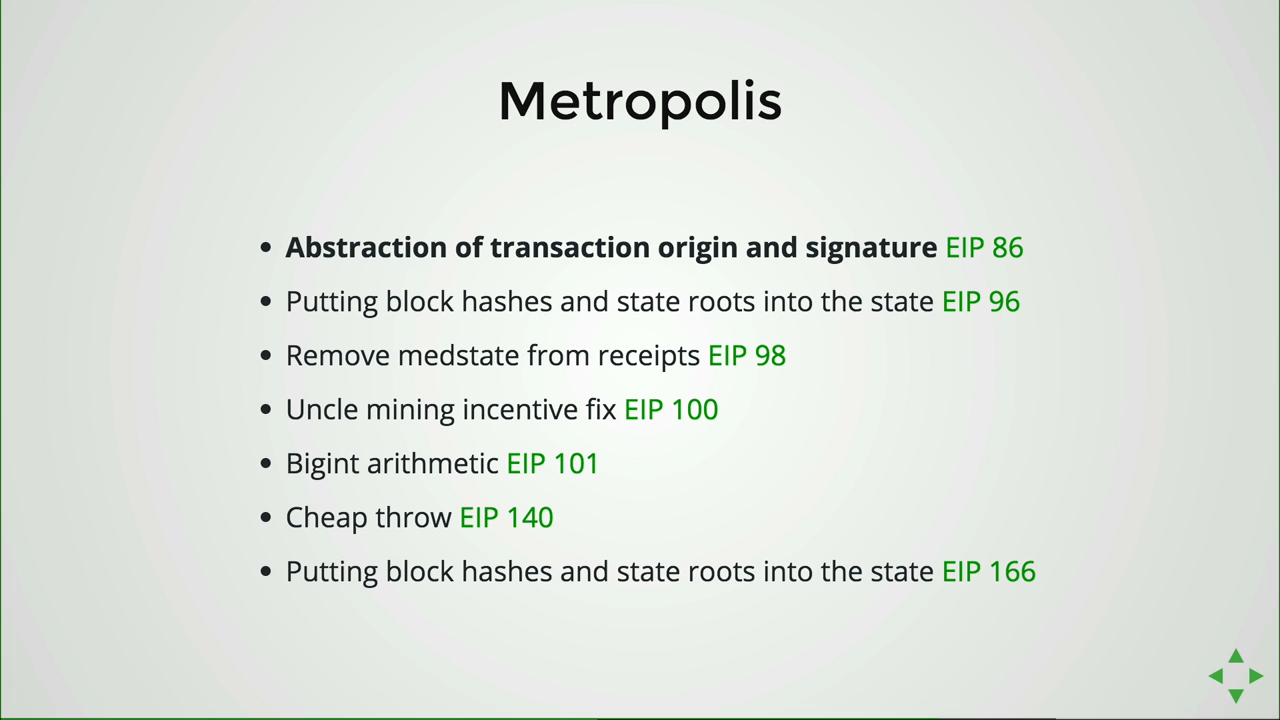 Metropolis
Abstraction of transaction origin and signature EIP 86
Putting block hashes and state roots into the state EIP 96
Remove medstate from receipts EIP 98
Uncle mining incentive fix EIP 100
Bigint arithmetic EIP 101
Cheap throw EIP 140
Putting block hashes and state roots into the state EIP 166